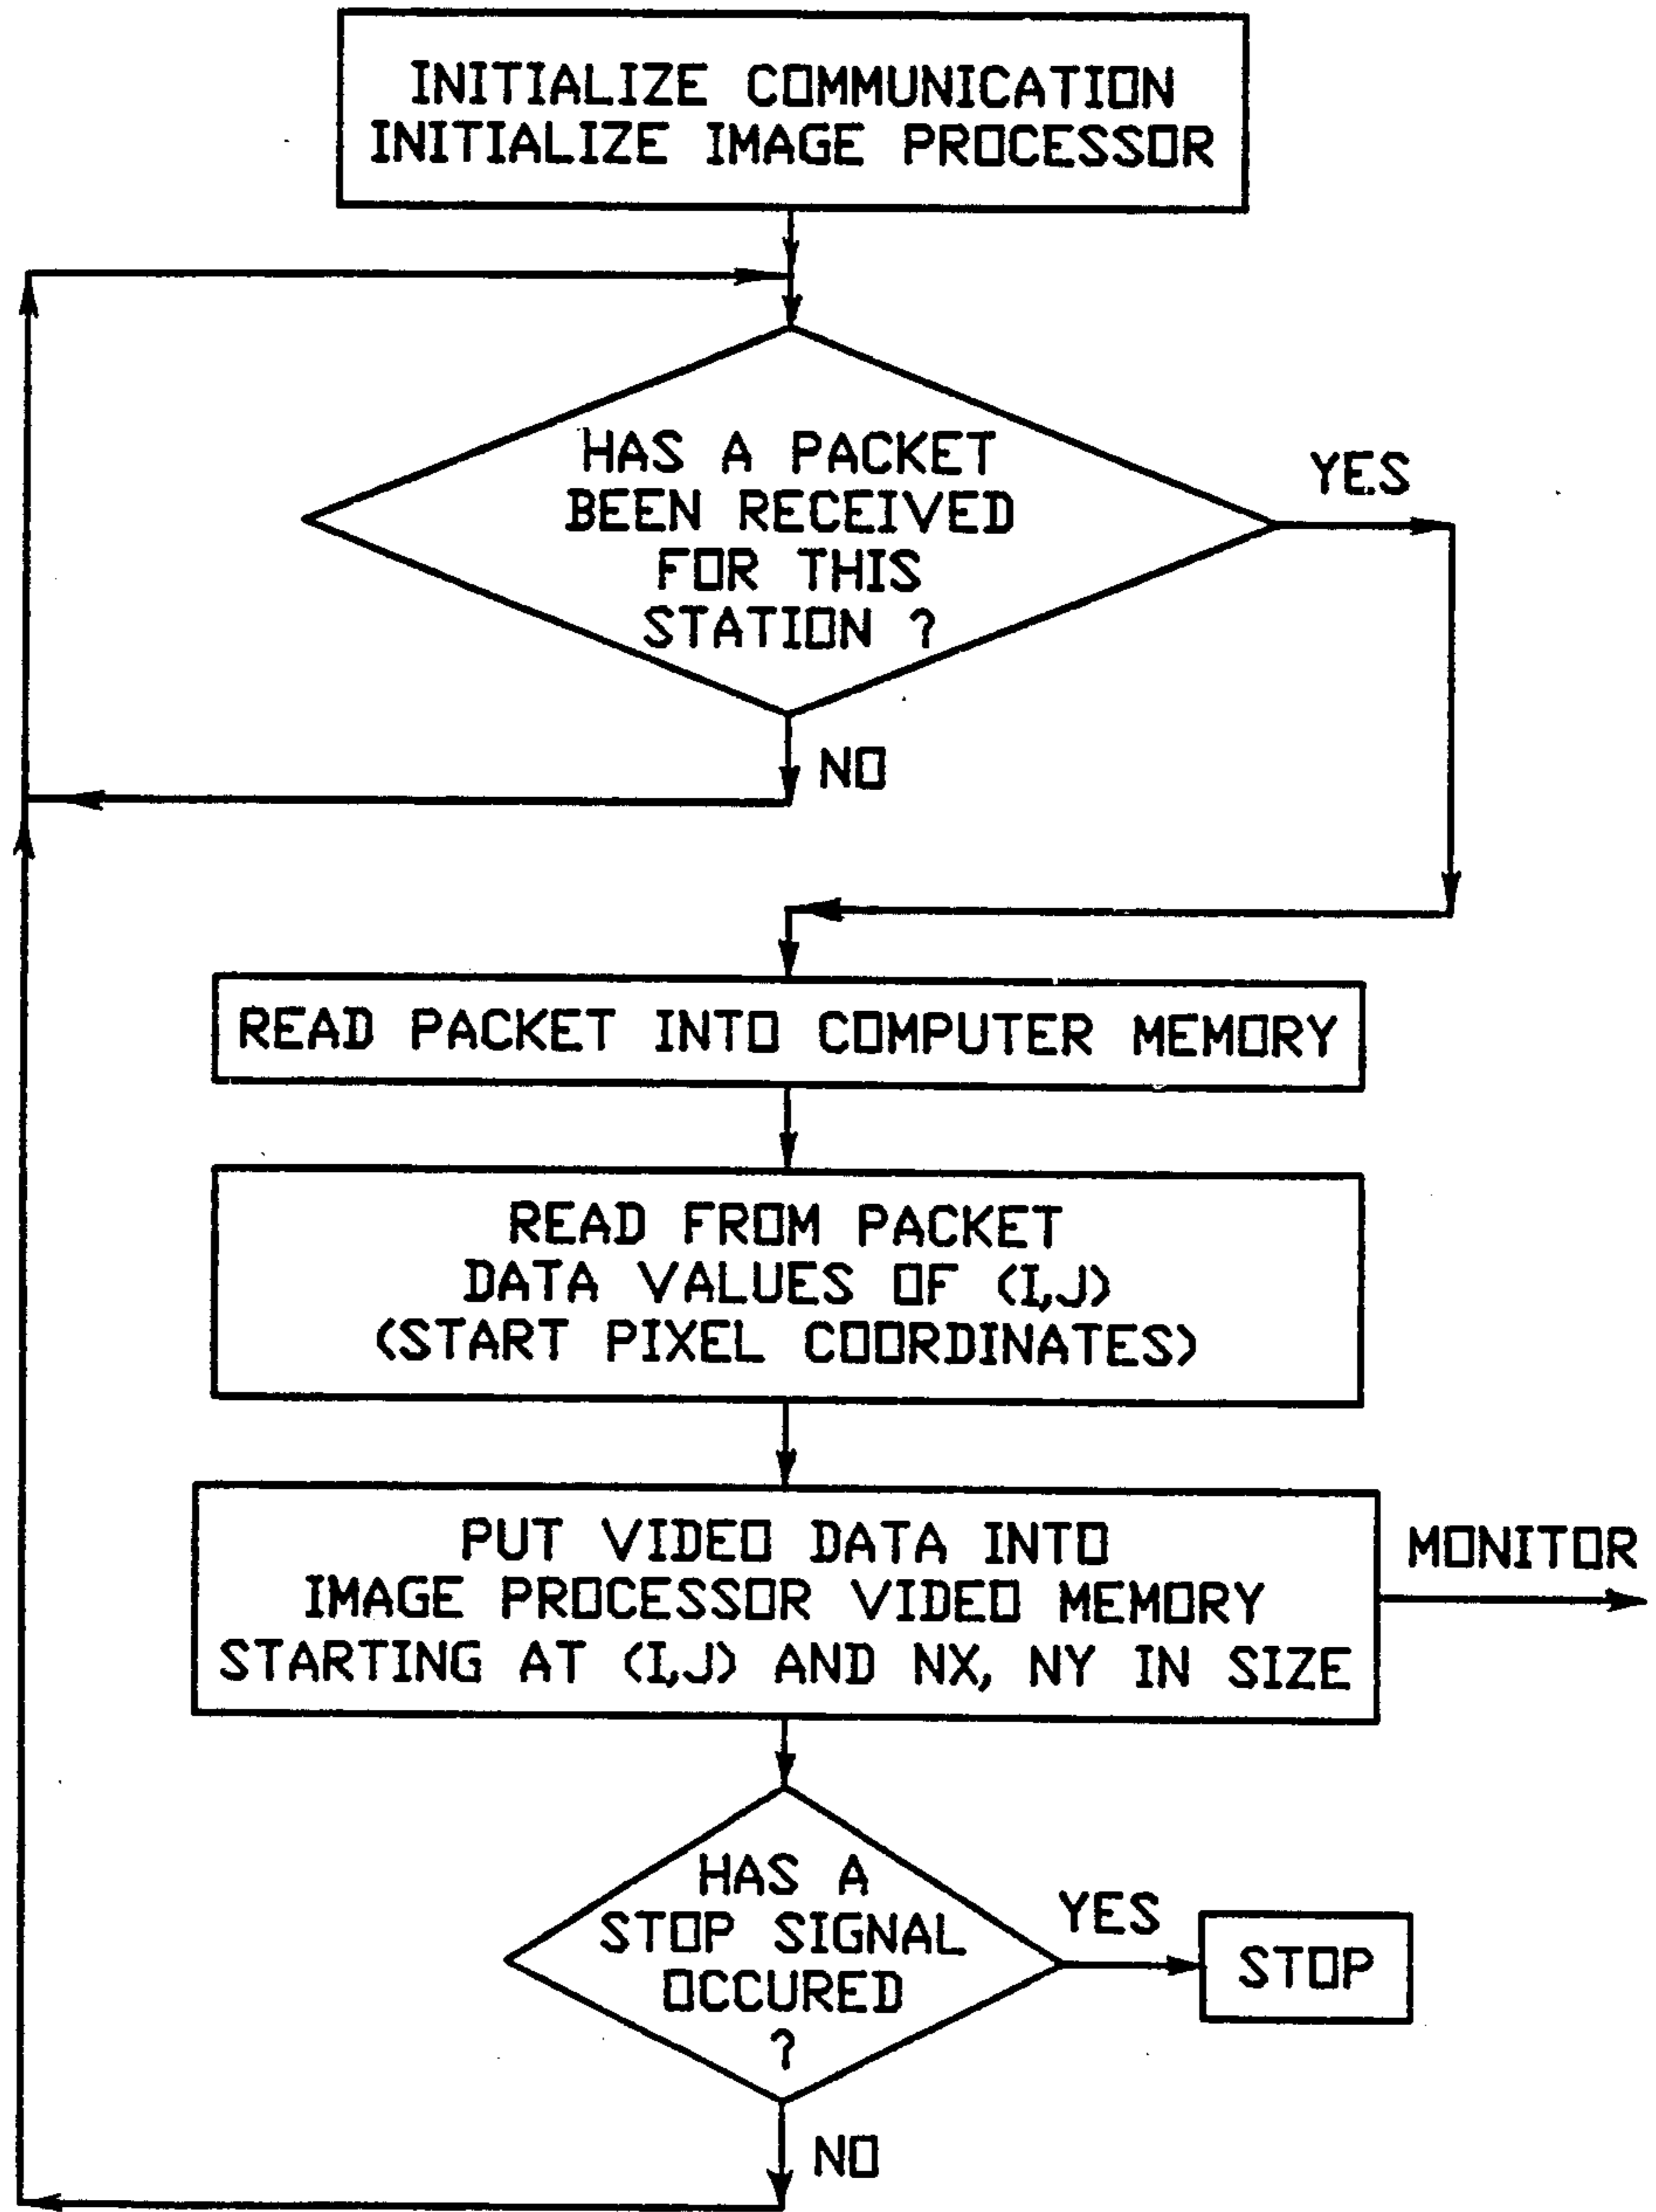 INITIALIZE COMMUNICATION
INITIALIZE IMAGE PROCESSOR
HAS A PACKET
BEEN RECEIVED
FOR THIS
STATION ?
YES
NO
READ PACKET INTO COMPUTER MEMORY
READ FROM PACKET
DATA VALUES OF (I,J)
(START PIXEL COORDINATES)
PUT VIDEO DATA INTO
IMAGE PROCESSOR VIDEO MEMORY
STARTING AT (I,J) AND NX, NY IN SIZE
MONITOR
HAS A
STOP SIGNAL
OCCURED
?
YES
STOP
NO